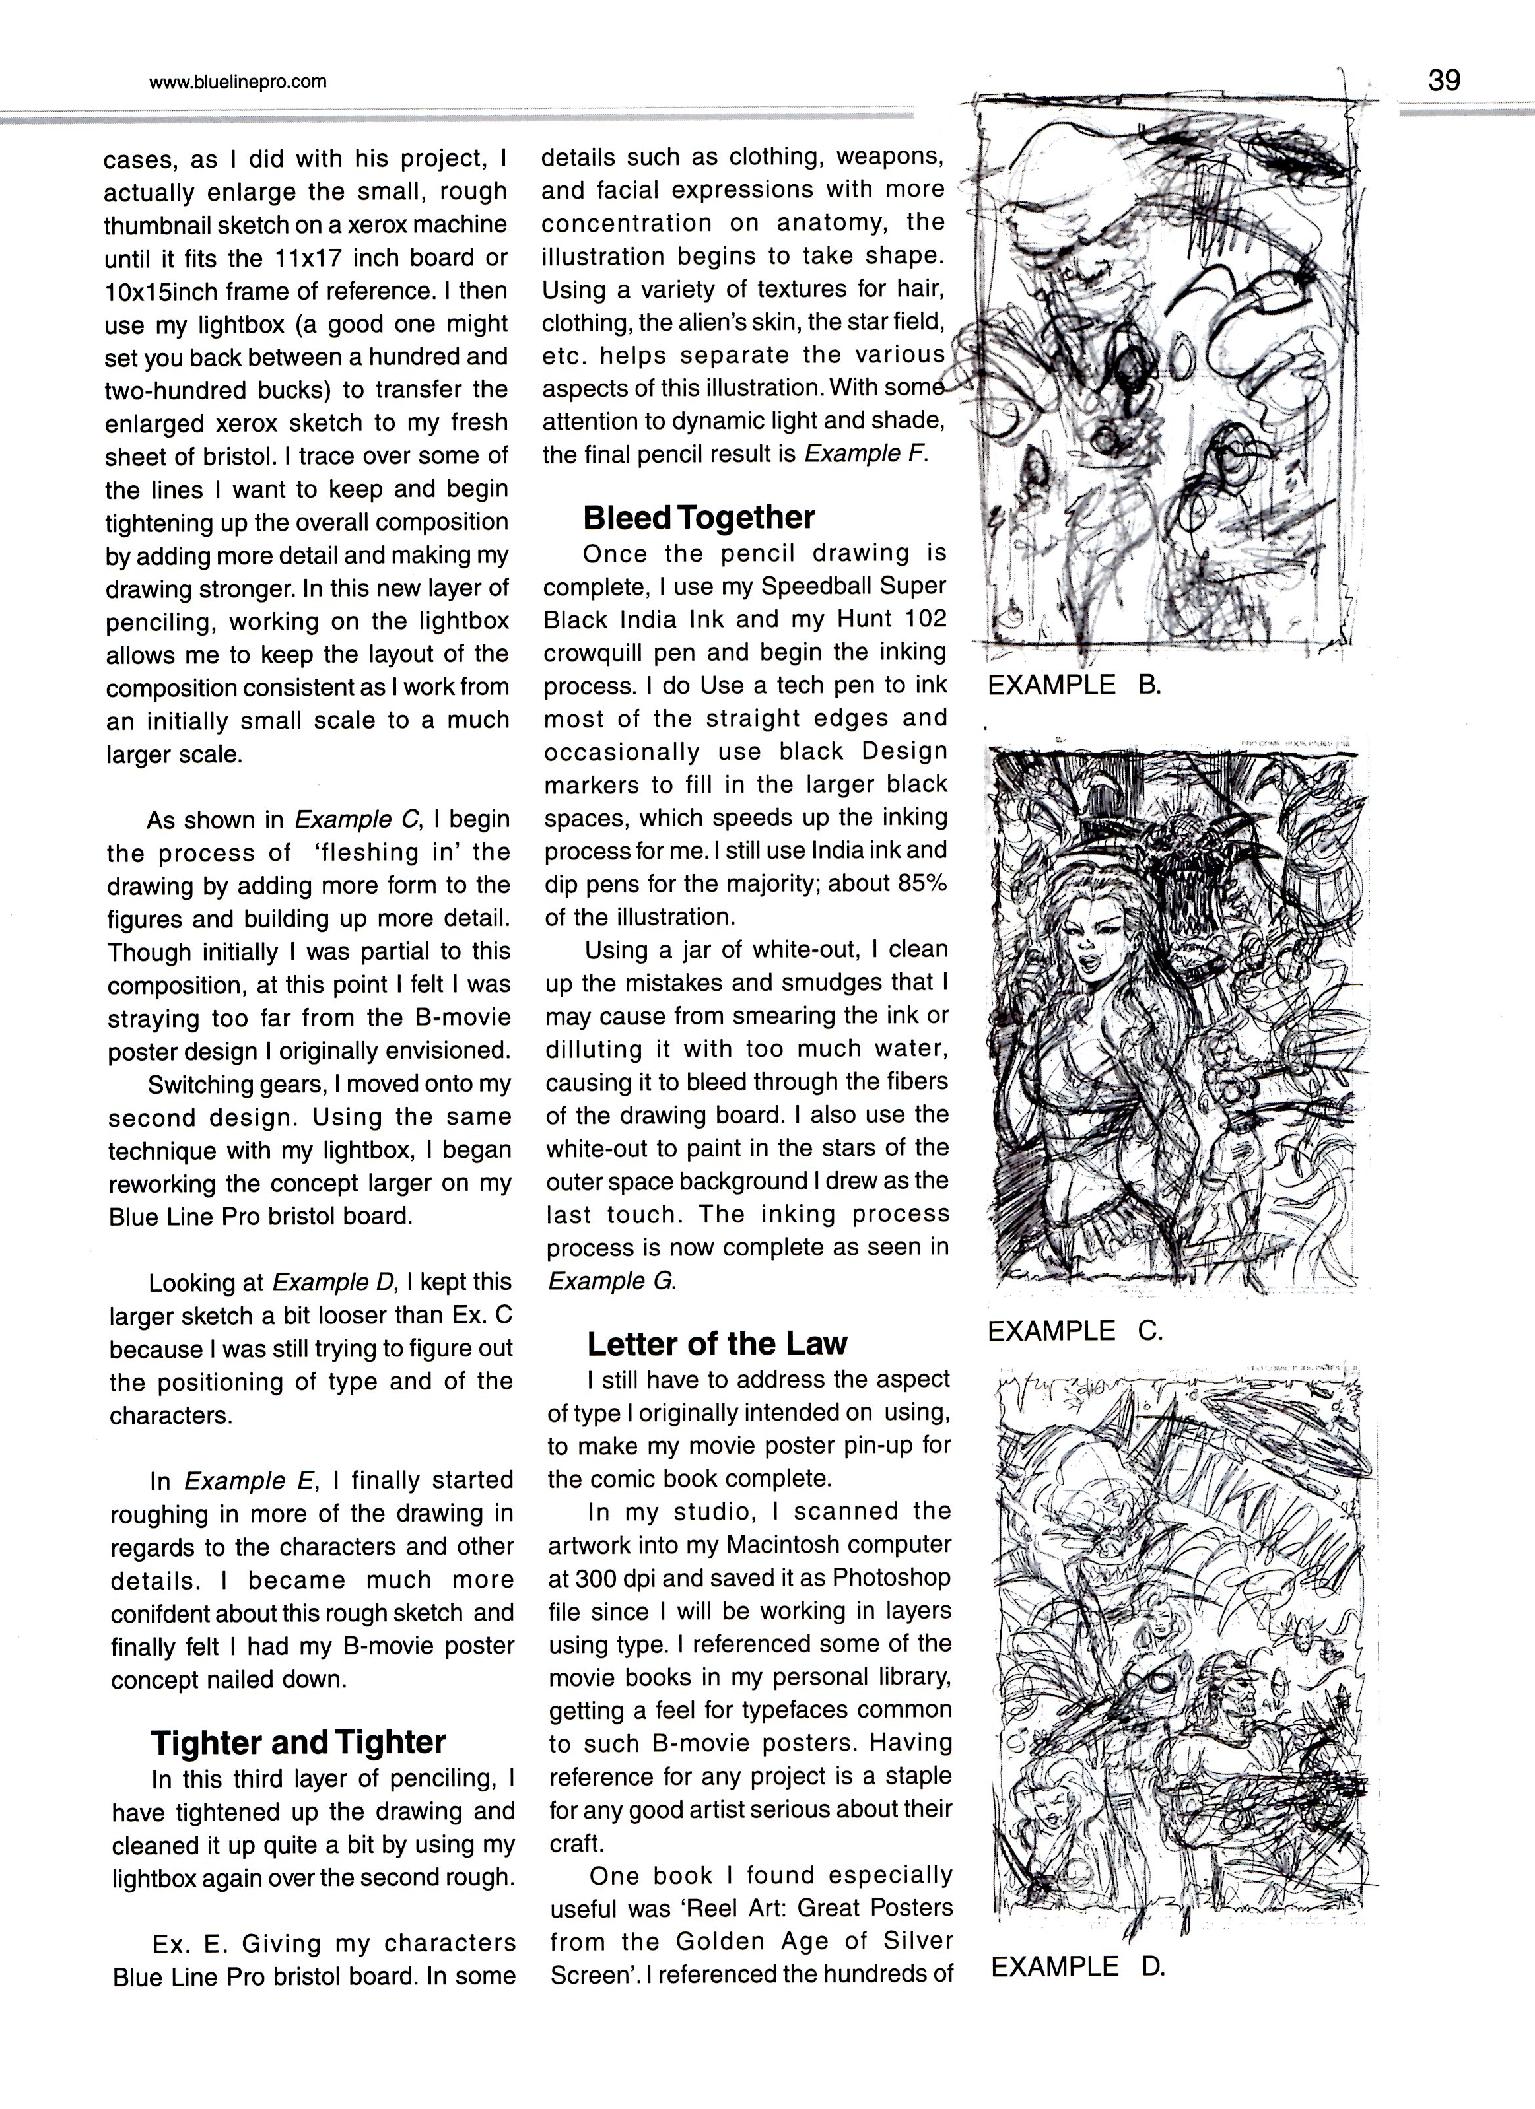 www.bluelinepro.com
39
cases, as I did with his project, I
actually enlarge the small, rough
thumbnail sketch on a xerox machine
until it fits the 11x17 inch board or
10x15inch frame of reference. I then
use my lightbox (a good one might
set you back between a hundred and
two-hundred bucks) to transfer the
enlarged xerox sketch to my fresh
sheet of bristol. I trace over some of
the lines I want to keep and begin
tightening up the overall composition
by adding more detail and making my
drawing stronger. In this new layer of
penciling, working on the lightbox
allows me to keep the layout of the
composition consistent as I work from
an initially small scale to a much
larger scale.
As shown in Example C, I begin
the process of ‘fleshing in’ the
drawing by adding more form to the
figures and building up more detail.
Though initially I was partial to this
composition, at this point I felt I was
straying too far from the B-movie
poster design I originally envisioned.
Switching gears, I moved onto my
second design. Using the same
technique with my lightbox, I began
reworking the concept larger on my
Blue Line Pro bristol board.
Looking at Example D, I kept this
larger sketch a bit looser than Ex. C
because I was still trying to figure out
the positioning of type and of the
characters.
In Example E, I finally started
roughing in more of the drawing in
regards to the characters and other
details. I became much more
conifdent about this rough sketch and
finally felt I had my B-movie poster
concept nailed down.
Tighter and Tighter
In this third layer of penciling, I
have tightened up the drawing and
cleaned it up quite a bit by using my
lightbox again over the second rough.
Ex. E. Giving my characters
Blue Line Pro bristol board. In some
details such as clothing, weapons,
and facial expressions with more
concentration on anatomy, the
illustration begins to take shape.
Using a variety of textures for hair,
clothing, the alien’s skin, the star field,
etc. helps separate the various
aspects of this illustration. With some
attention to dynamic light and shade,
the final pencil result is Example F.
Bleed Together
Once the pencil drawing is
complete, I use my Speedball Super
Black India Ink and my Hunt 102
crowquill pen and begin the inking
process. I do Use a tech pen to ink
most of the straight edges and
occasionally use black Design
markers to fill in the larger black
spaces, which speeds up the inking
process for me. I still use India ink and
dip pens for the majority; about 85%
of the illustration.
Using a jar of white-out, I clean
up the mistakes and smudges that I
may cause from smearing the ink or
dilluting it with too much water,
causing it to bleed through the fibers
of the drawing board. I also use the
white-out to paint in the stars of the
outer space background I drew as the
last touch. The inking process
process is now complete as seen in
Example G.
Letter of the Law
I still have to address the aspect
of type I originally intended on using,
to make my movie poster pin-up for
the comic book complete.
In my studio, I scanned the
artwork into my Macintosh computer
at 300 dpi and saved it as Photoshop
file since I will be working in layers
using type. I referenced some of the
movie books in my personal library,
getting a feel for typefaces common
to such B-movie posters. Having
reference for any project is a staple
for any good artist serious about their
craft.
One book I found especially
useful was ‘Reel Art: Great Posters
from the Golden Age of Silver
Screen’. I referenced the hundreds of
EXAMPLE B.
EXAMPLE C.
EXAMPLE D.